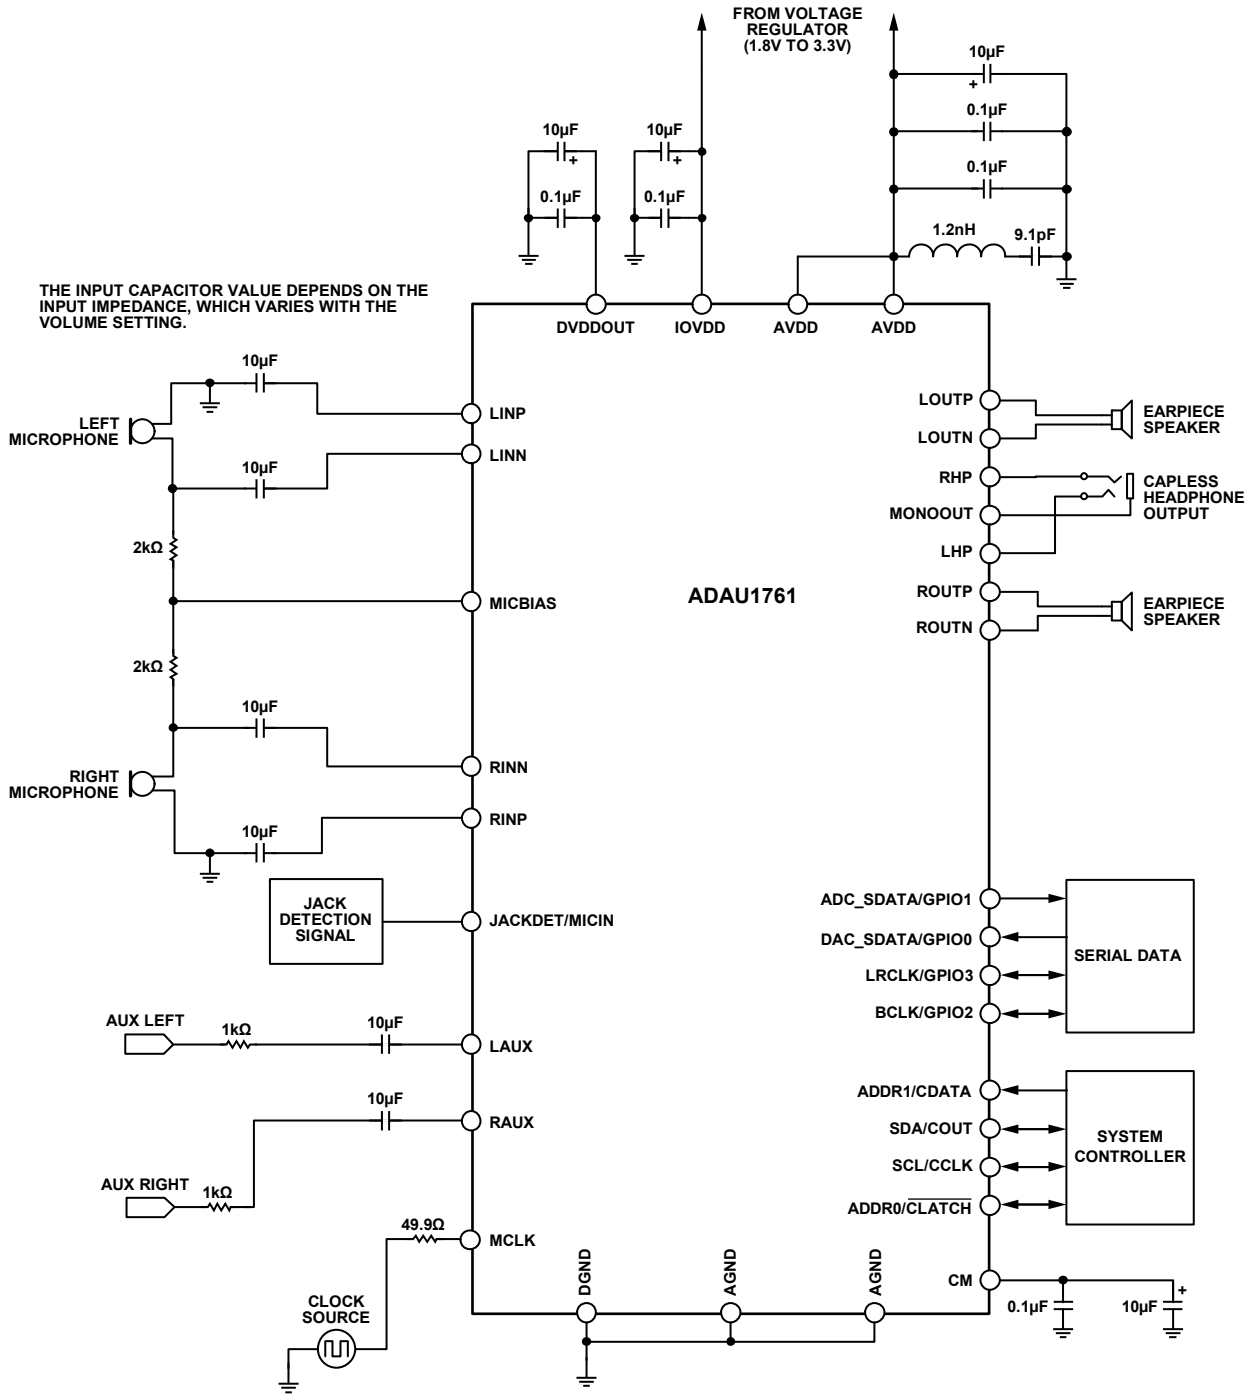 FROM VOLTAGE
REGULATOR
(1.8V TO 3.3V)
10µF
+
0.1µF
0.1µF
1.2nH
9.1pF
10µF
+
0.1µF
10µF
+
0.1µF
THE INPUT CAPACITOR VALUE DEPENDS ON THE
INPUT IMPEDANCE, WHICH VARIES WITH THE
VOLUME SETTING.
DVDDOUT
IOVDD
AVDD
AVDD
10µF
LINP
LEFT
MICROPHONE
LINN
10µF
2kΩ
MICBIAS
2kΩ
10µF
RINN
RIGHT
MICROPHONE
RINP
10µF
JACK
DETECTION
SIGNAL
JACKDET/MICIN
AUX LEFT
1kΩ
10µF
LAUX
10µF
RAUX
AUX RIGHT
1kΩ
49.9Ω
MCLK
CLOCK
SOURCE
ADAU1761
LOUTP
LOUTN
EARPIECE
SPEAKER
RHP
MONOOUT
LHP
CAPLESS
HEADPHONE
OUTPUT
ROUTP
ROUTN
EARPIECE
SPEAKER
ADC_SDATA/GPIO1
DAC_SDATA/GPIO0
LRCLK/GPIO3
BCLK/GPIO2
SERIAL DATA
ADDR1/CDATA
SDA/COUT
SCL/CCLK
ADDR0/CLATCH
SYSTEM
CONTROLLER
DGND
AGND
AGND
CM
0.1µF
10µF
+